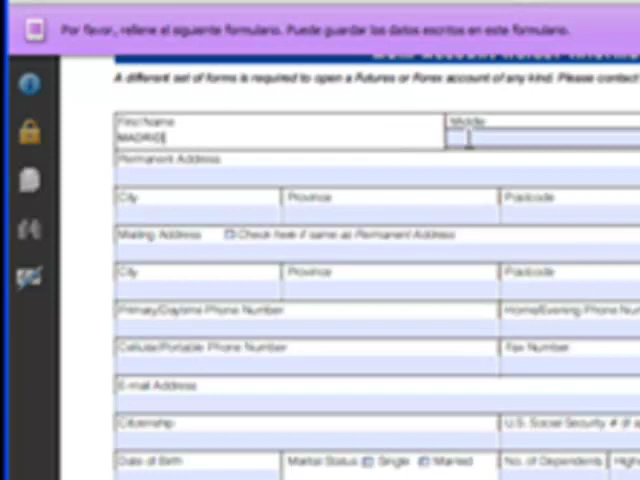 Por favor, rellene el siguiente formulario. Puede guardar los datos escritos en este formulario.
A different set of forms is required to open a Futures or Forex account of any kind. Please contact
First Name
Middle
MADRID
Permanent Address
City Province Postcode
Mailing Address Check here if same as Permanent Address
City Province Postcode
Primary/Daytime Phone Number Home/Evening Phone
Cellular/Portable Phone Number Fax Number
E-mail Address
Citizenship U.S. Social Security # (if
Date of Birth Marital Status Single Married No. of Dependents